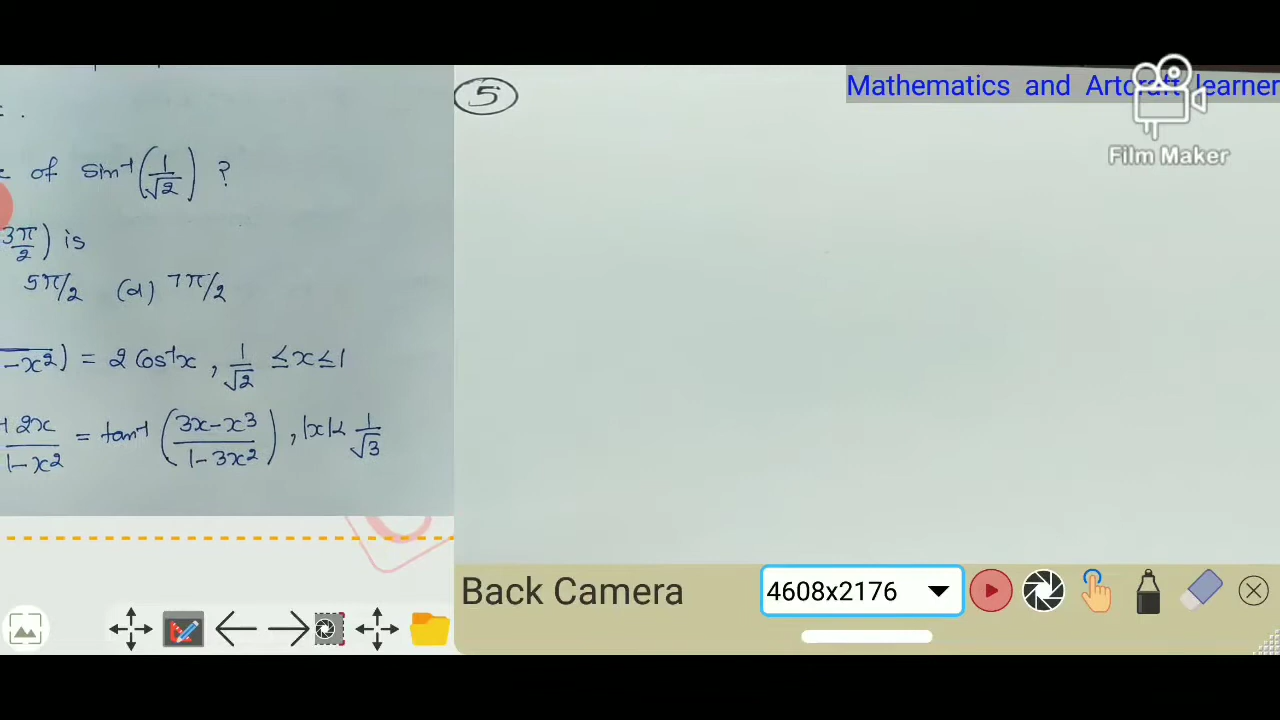 of sin⁻¹(1/√2) ?
3π/2) is
5π/2 (d) 7π/2
-x²) = 2 Cos⁻¹x , 1/√2 ≤ x ≤ 1
2x/1-x² = tan⁻¹(3x-x³/1-3x²) , |x| < 1/√3
5
Mathematics and Artcraft learner
Film Maker
Back Camera
4608x2176